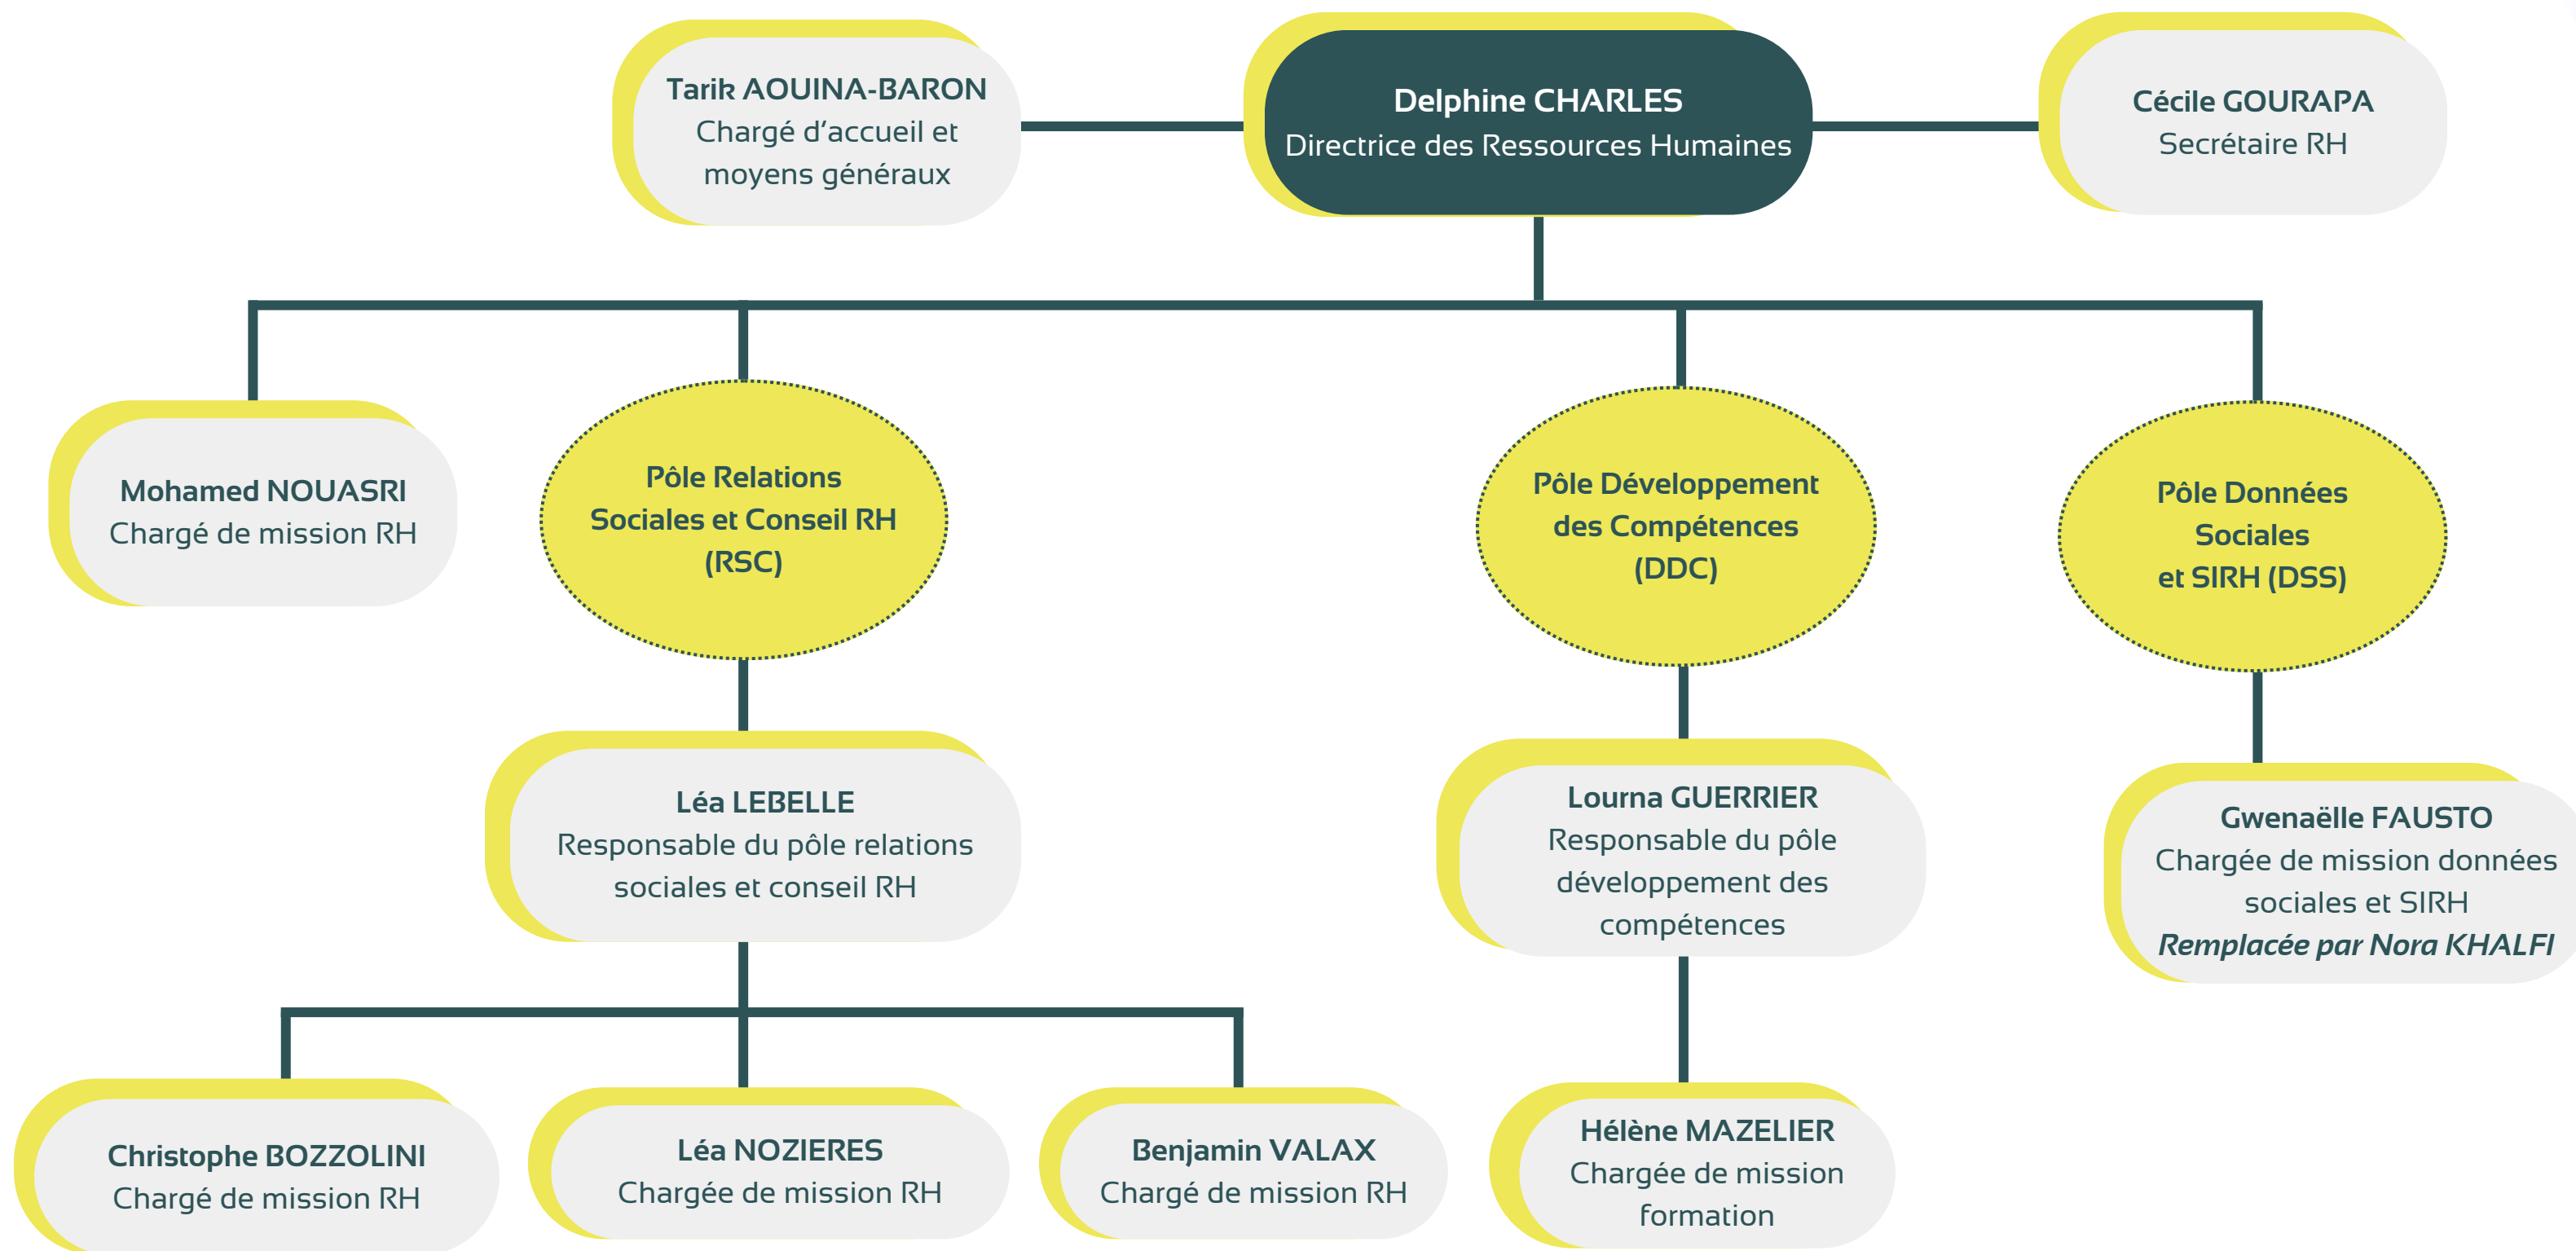 Tarik AOUINA-BARON
Chargé d’accueil et
moyens généraux
Delphine CHARLES
Directrice des Ressources Humaines
Cécile GOURAPA
Secrétaire RH
Mohamed NOUASRI
Chargé de mission RH
Pôle Relations
Sociales et Conseil RH
(RSC)
Pôle Développement
des Compétences
(DDC)
Pôle Données
Sociales
et SIRH (DSS)
Léa LEBELLE
Responsable du pôle relations
sociales et conseil RH
Lourna GUERRIER
Responsable du pôle
développement des
compétences
Gwenaëlle FAUSTO
Chargée de mission données
sociales et SIRH
Remplacée par Nora KHALFI
Christophe BOZZOLINI
Chargé de mission RH
Léa NOZIERES
Chargée de mission RH
Benjamin VALAX
Chargé de mission RH
Hélène MAZELIER
Chargée de mission
formation